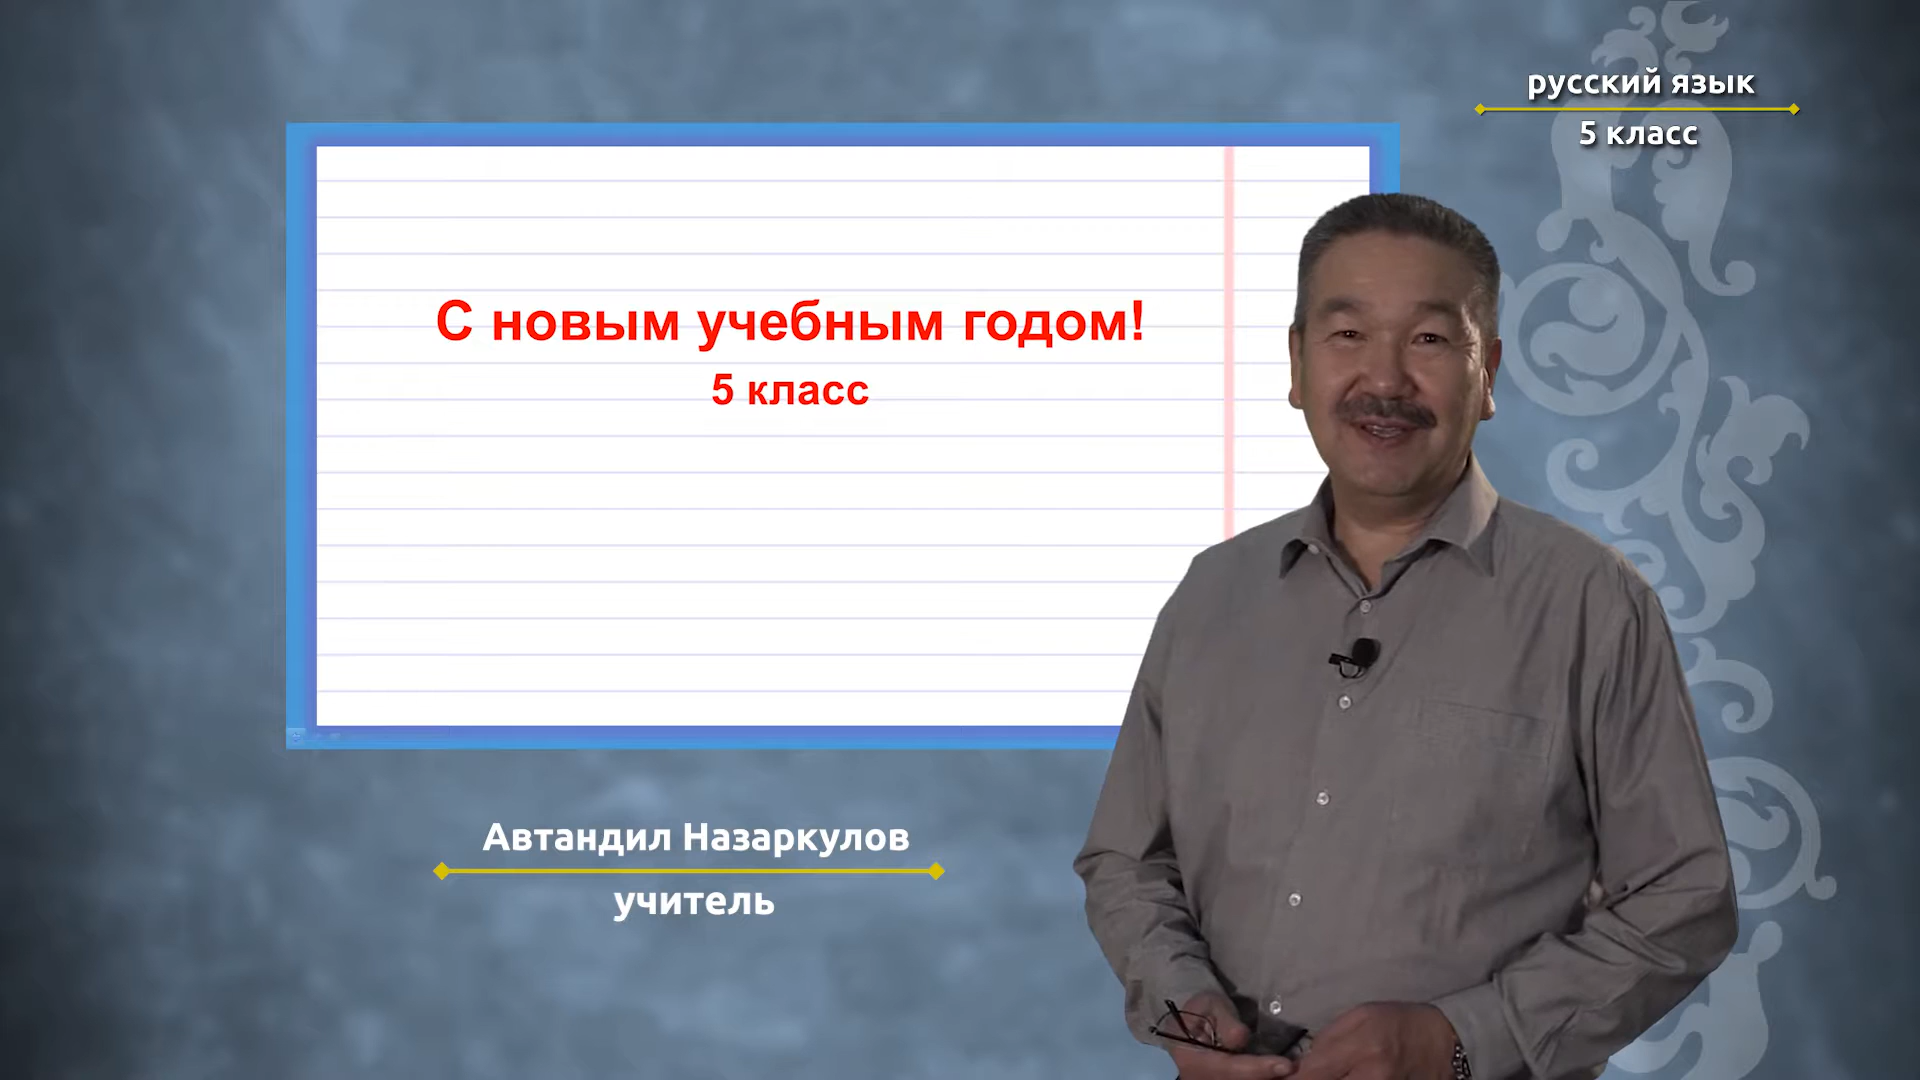 русский язык
5 класс
С новым учебным годом!
5 класс
Автандил Назаркулов
учитель